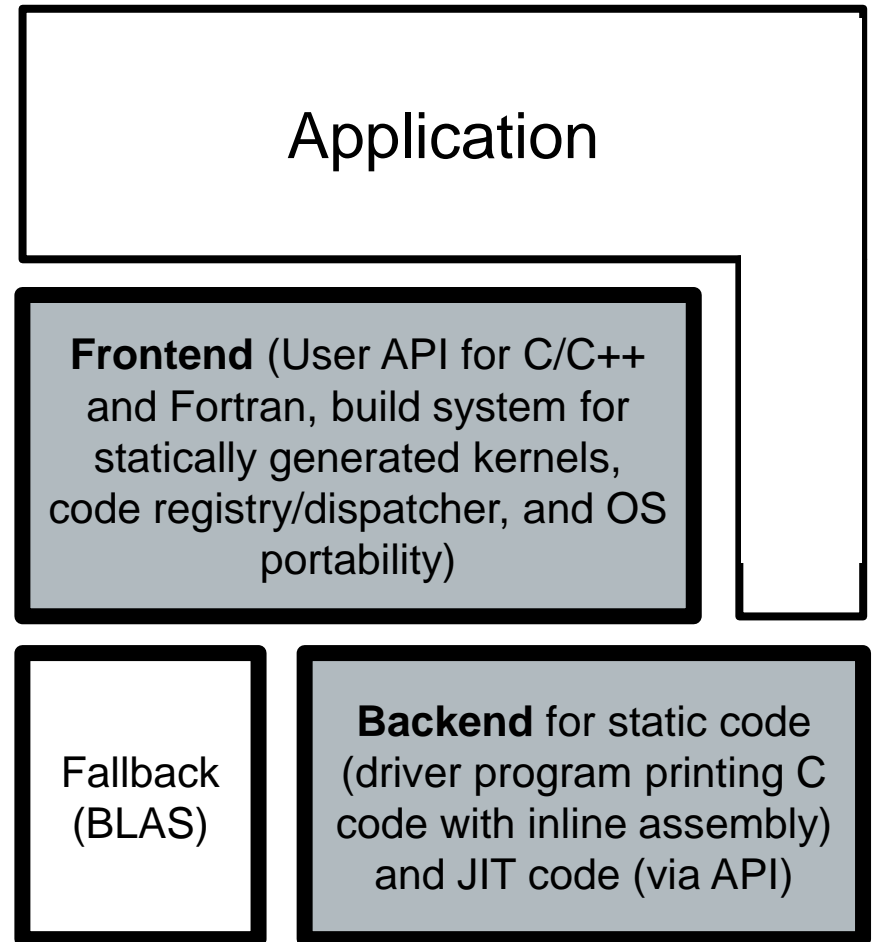 Application
Frontend (User API for C/C++
and Fortran, build system for
statically generated kernels,
code registry/dispatcher, and OS
portability)
Fallback
(BLAS)
Backend for static code
(driver program printing C
code with inline assembly)
and JIT code (via API)